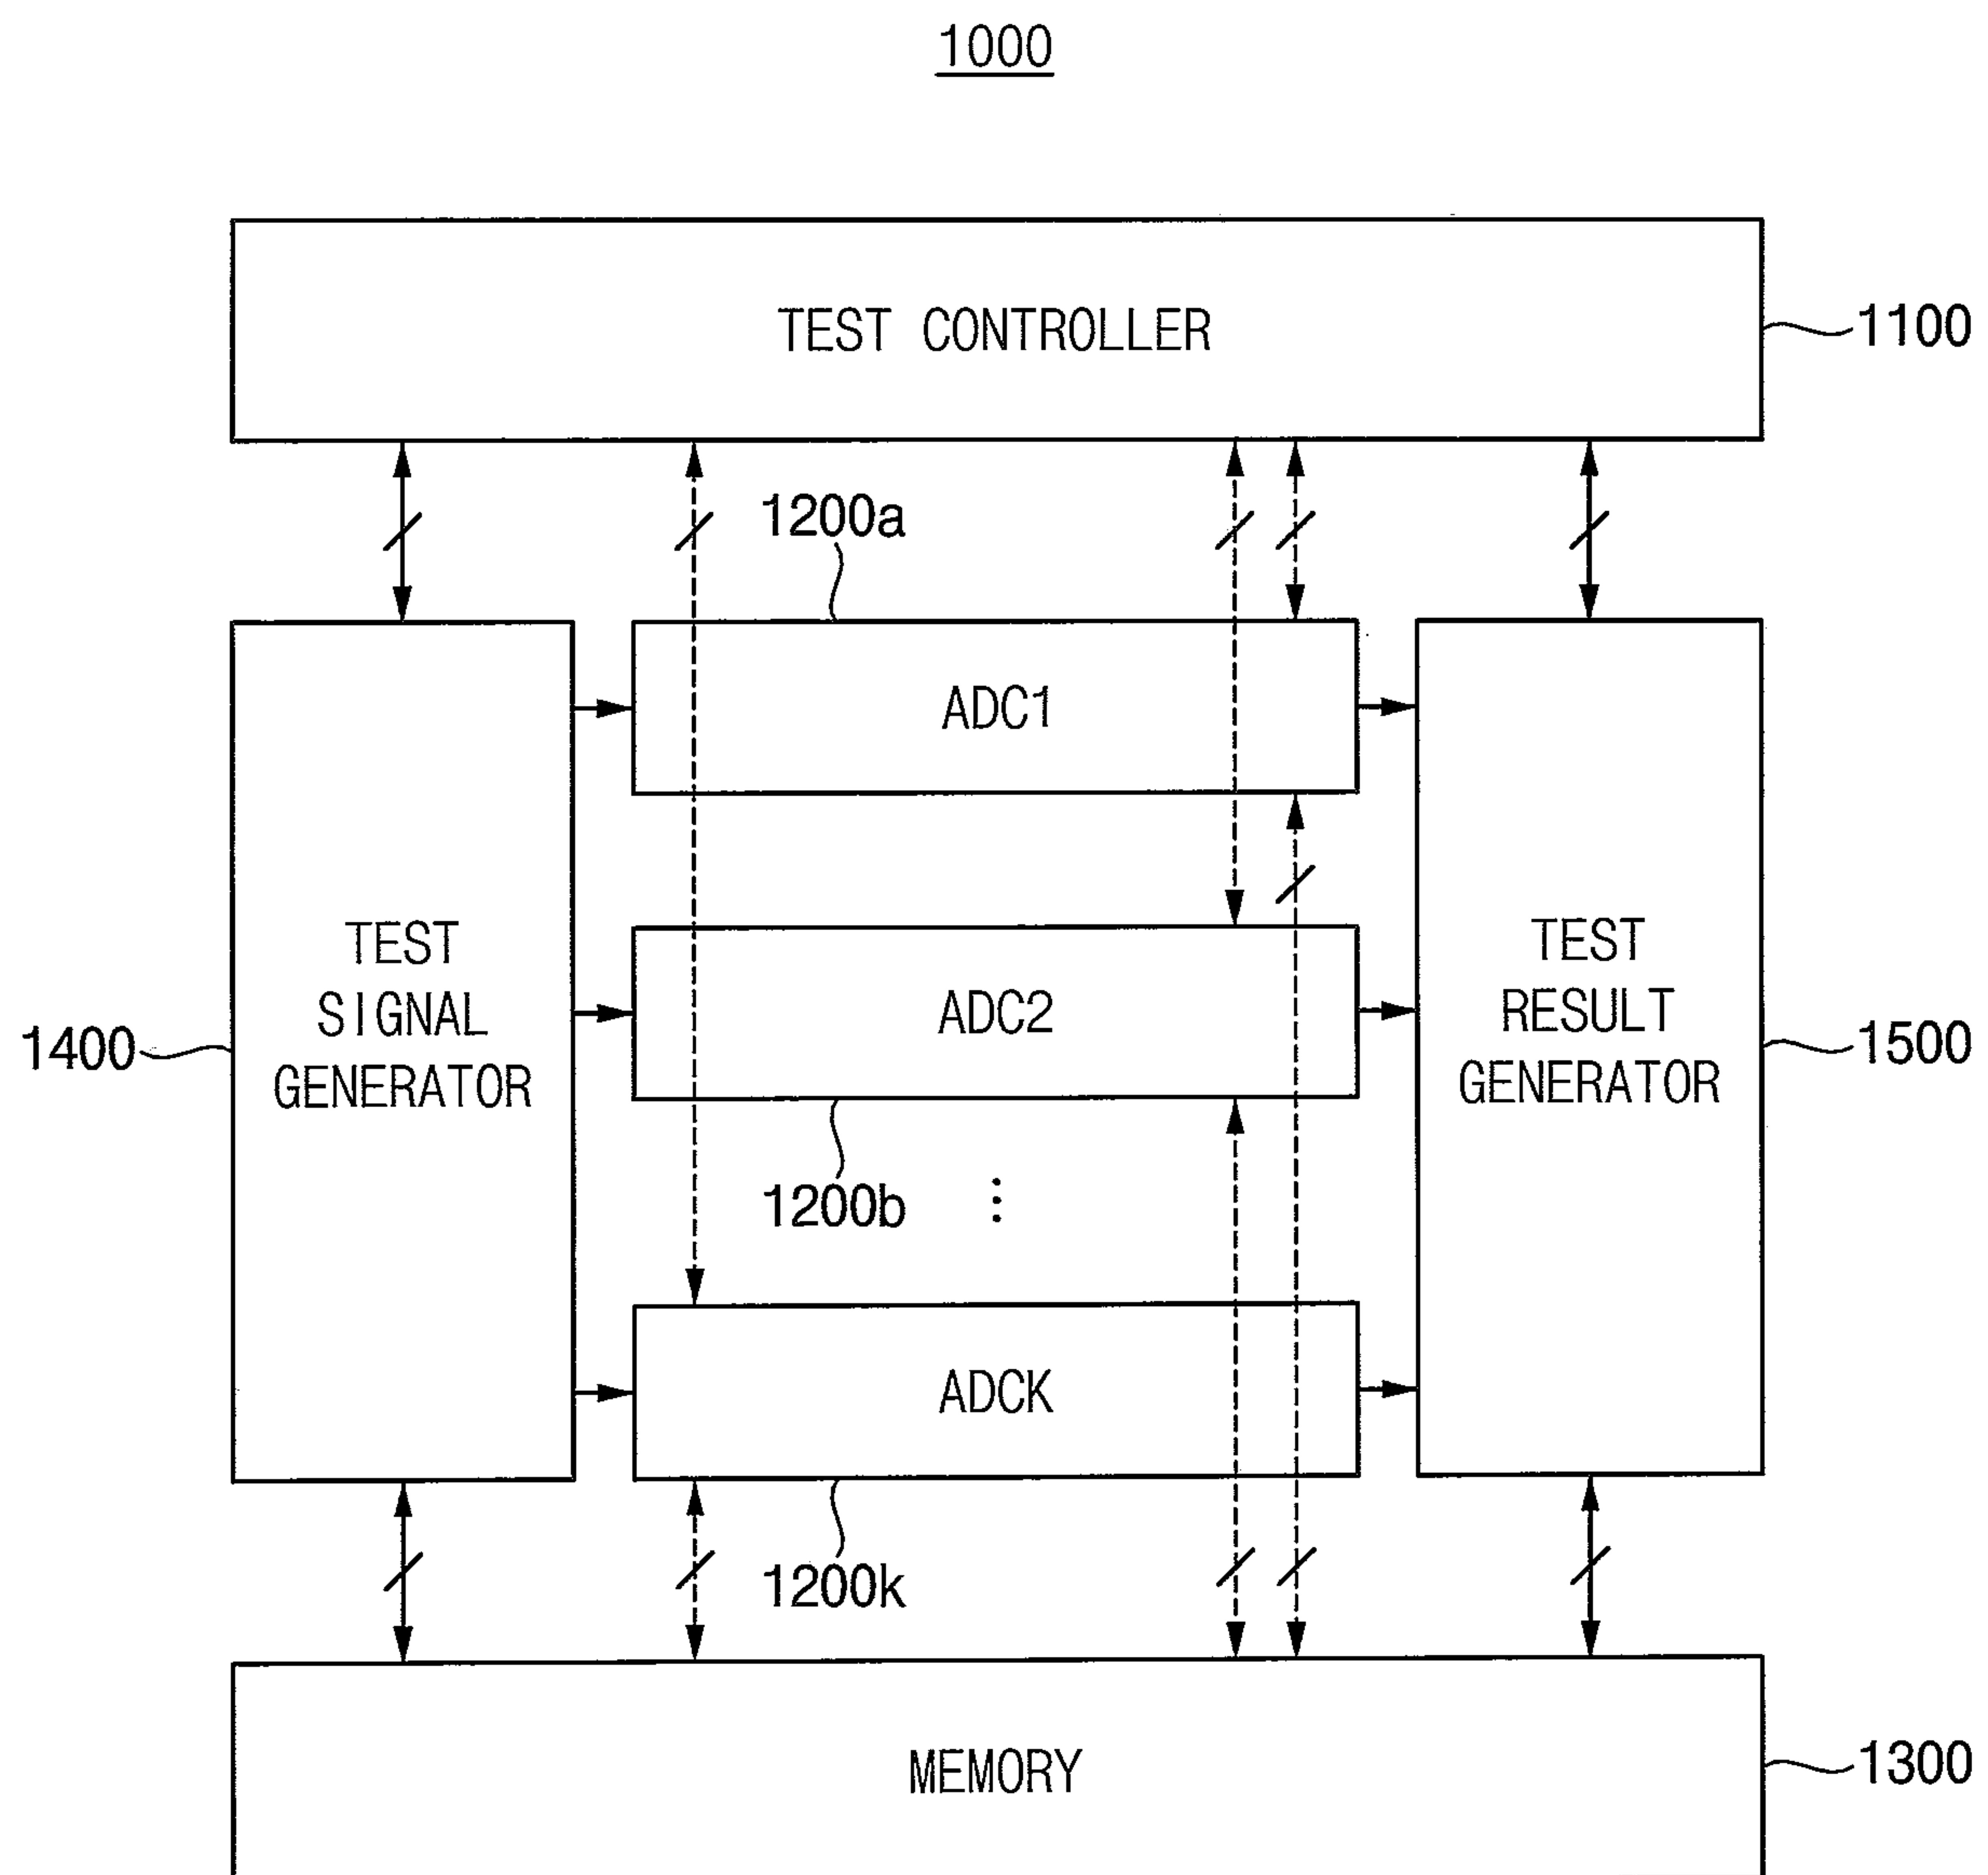 1000
TEST CONTROLLER
1100
1200a
ADC1
TEST
SIGNAL
GENERATOR
1400
ADC2
TEST
RESULT
GENERATOR
1500
1200b
ADCK
1200k
MEMORY
1300